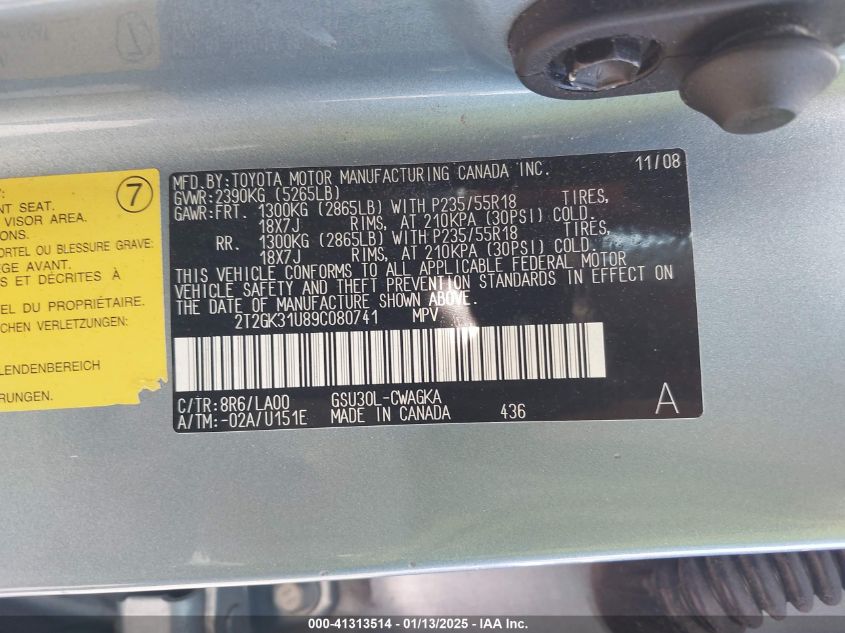 7
NT SEAT.
VISOR AREA.
ONS.
ORTEL OU BLESSURE GRAVE:
ÈGE AVANT.
S ET DÉCRITES À
EL DU PROPRIÉTAIRE.
CHEN VERLETZUNGEN:
LENDENBEREICH
RUNGEN.
MFD.BY:TOYOTA MOTOR MANUFACTURING CANADA INC. 11/08
GVWR:2390KG (5265LB)
GAWR:FRT. 1300KG (2865LB) WITH P235/55R18 TIRES,
18X7J RIMS, AT 210KPA (30PSI) COLD.
RR. 1300KG (2865LB) WITH P235/55R18 TIRES,
18X7J RIMS, AT 210KPA (30PSI) COLD.
THIS VEHICLE CONFORMS TO ALL APPLICABLE FEDERAL MOTOR
VEHICLE SAFETY AND THEFT PREVENTION STANDARDS IN EFFECT ON
THE DATE OF MANUFACTURE SHOWN ABOVE.
2T2GK31U89C080741 MPV
C/TR:8R6/LA00 GSU30L-CWAGKA
A/TM:-02A/U151E MADE IN CANADA 436 A
000-41313514 - 01/13/2025 - IAA Inc.